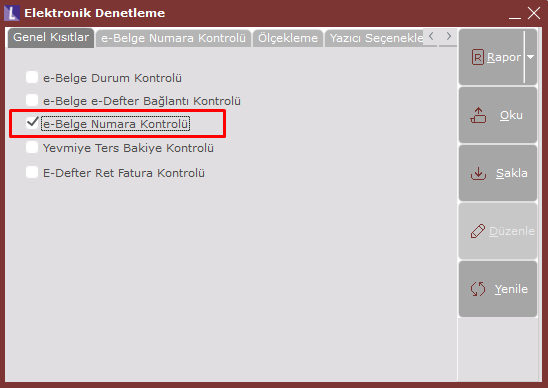 Elektronik Denetleme
Genel Kısıtlar
e-Belge Numara Kontrolü
Ölçekleme
Yazıcı Seçenekle
e-Belge Durum Kontrolü
e-Belge e-Defter Bağlantı Kontrolü
e-Belge Numara Kontrolü
Yevmiye Ters Bakiye Kontrolü
E-Defter Ret Fatura Kontrolü
Rapor
Oku
Sakla
Düzenle
Yenile